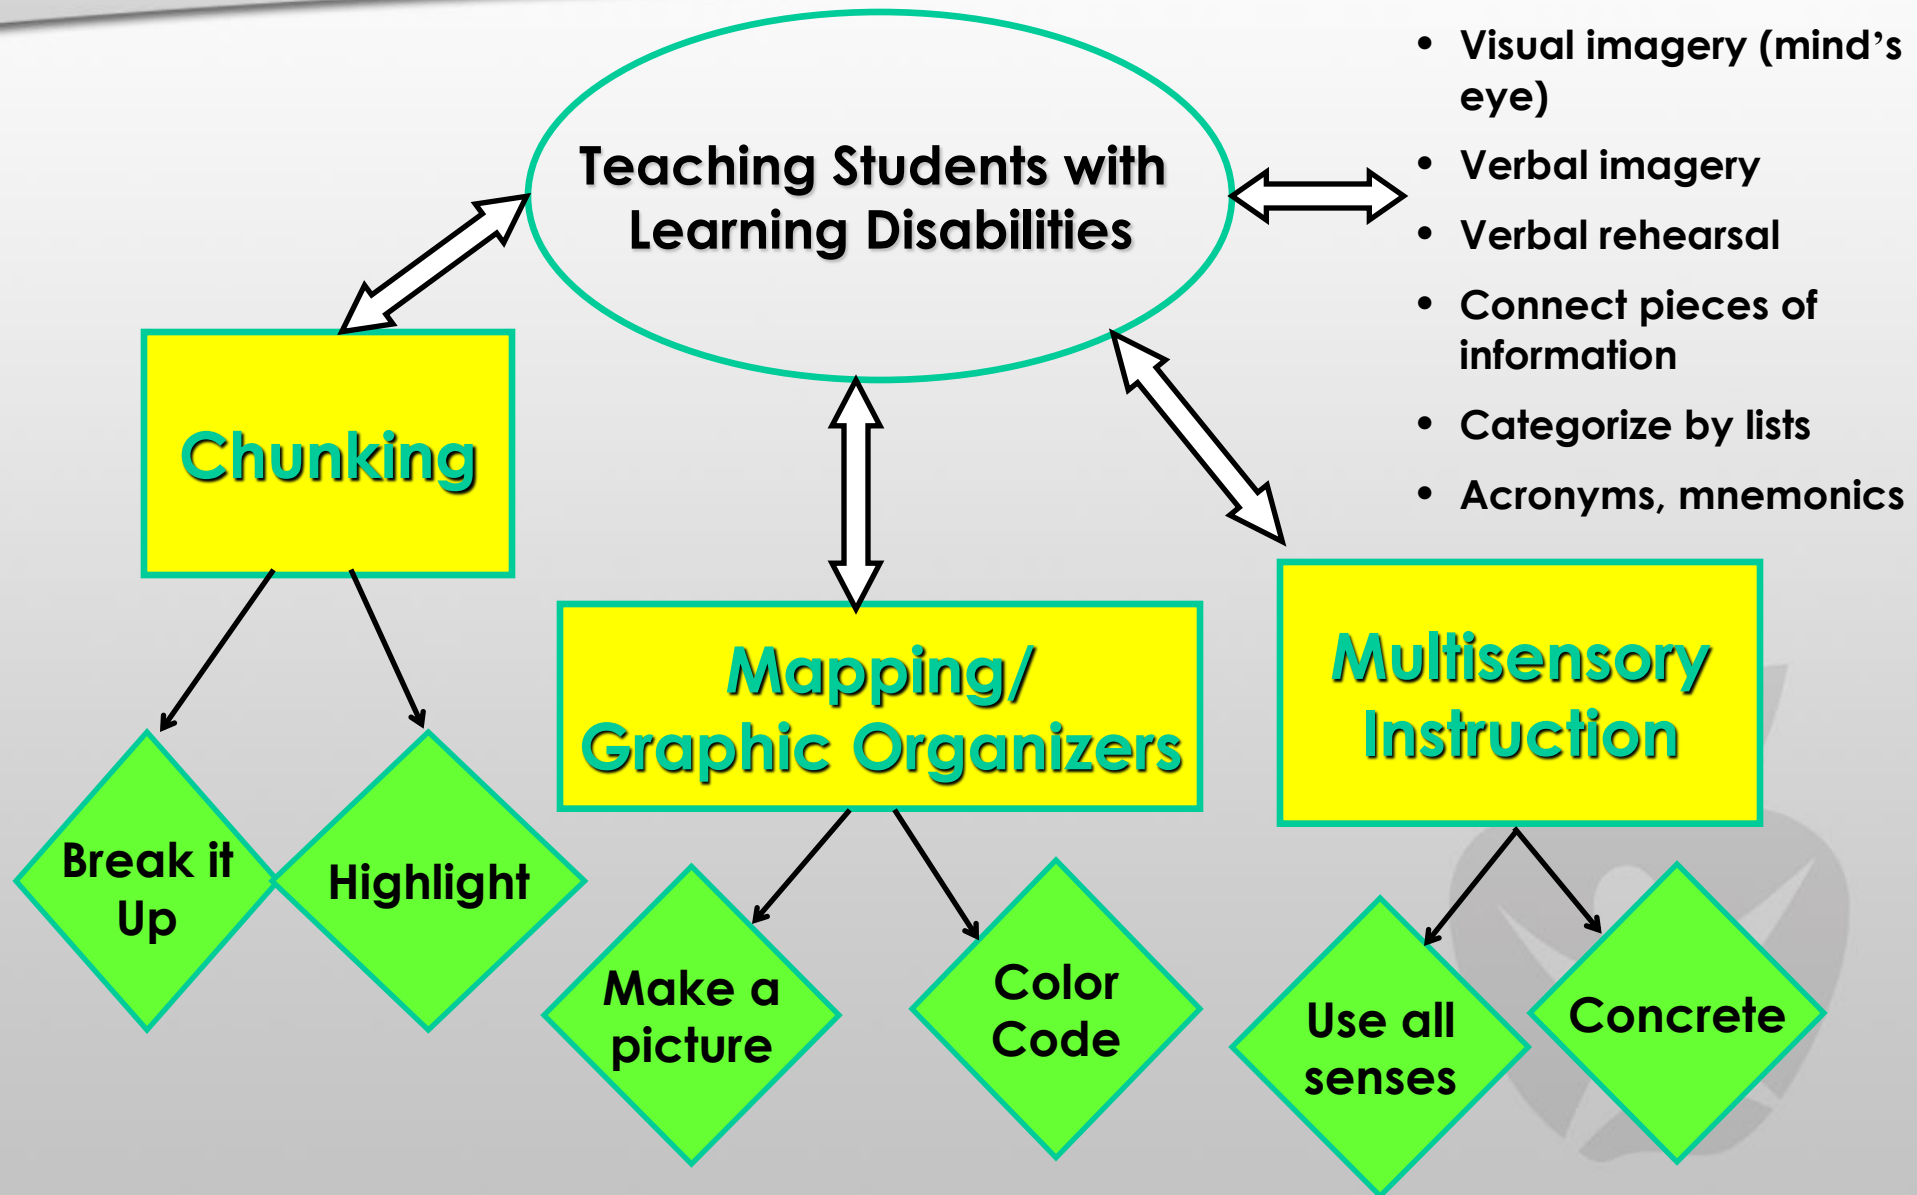 Teaching Students with
Learning Disabilities
• Visual imagery (mind’s
eye)
• Verbal imagery
• Verbal rehearsal
• Connect pieces of
information
• Categorize by lists
• Acronyms, mnemonics
Chunking
Mapping/
Graphic Organizers
Multisensory
Instruction
Break it
Up
Highlight
Make a
picture
Color
Code
Use all
senses
Concrete